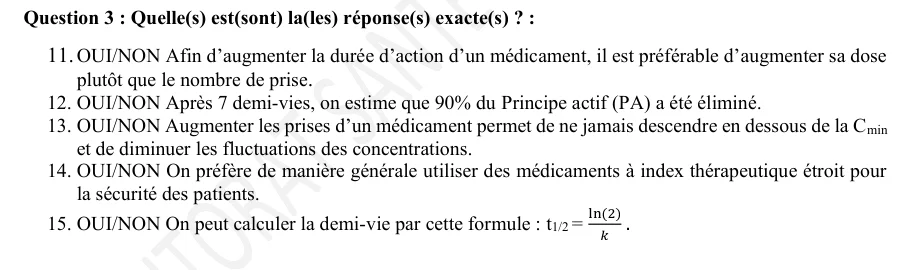 Question 3 : Quelle(s) est(sont) la(les) réponse(s) exacte(s) ? :
11. OUI/NON Afin d'augmenter la durée d'action d'un médicament, il est préférable d'augmenter sa dose
plutôt que le nombre de prise.
12. OUI/NON Après 7 demi-vies, on estime que 90% du Principe actif (PA) a été éliminé.
13. OUI/NON Augmenter les prises d'un médicament permet de ne jamais descendre en dessous de la Cmin
et de diminuer les fluctuations des concentrations.
14. OUI/NON On préfère de manière générale utiliser des médicaments à index thérapeutique étroit pour
la sécurité des patients.
15. OUI/NON On peut calculer la demi-vie par cette formule : t1/2 = ln(2)/k .